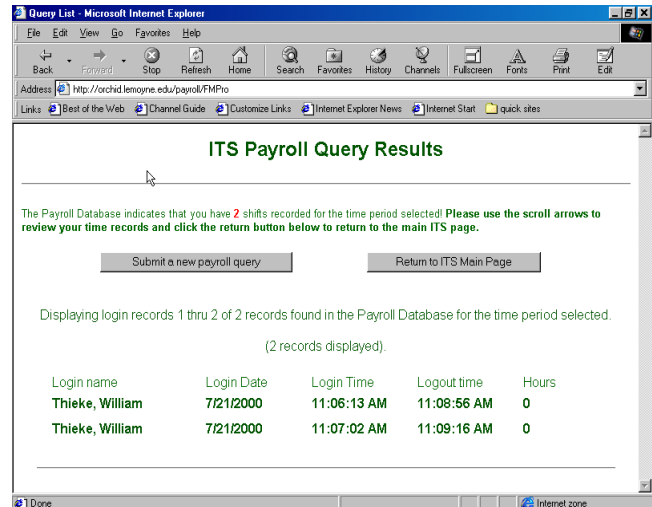 Query List - Microsoft Internet Explorer
File Edit View Go Favorites Help
Back Forward Stop Refresh Home Search Favorites History Channels Fullscreen Fonts Print Edit
Address http://orchid.lemoyne.edu/payroll/FMPro
Links Best of the Web Channel Guide Customize Links Internet Explorer News Internet Start quick sites
ITS Payroll Query Results
The Payroll Database indicates that you have 2 shifts recorded for the time period selected! Please use the scroll arrows to
review your time records and click the return button below to return to the main ITS page.
Submit a new payroll query Return to ITS Main Page
Displaying login records 1 thru 2 of 2 records found in the Payroll Database for the time period selected.
(2 records displayed).
Login name Login Date Login Time Logout time Hours
Thieke, William 7/21/2000 11:06:13 AM 11:08:56 AM 0
Thieke, William 7/21/2000 11:07:02 AM 11:09:16 AM 0
Done Internet zone